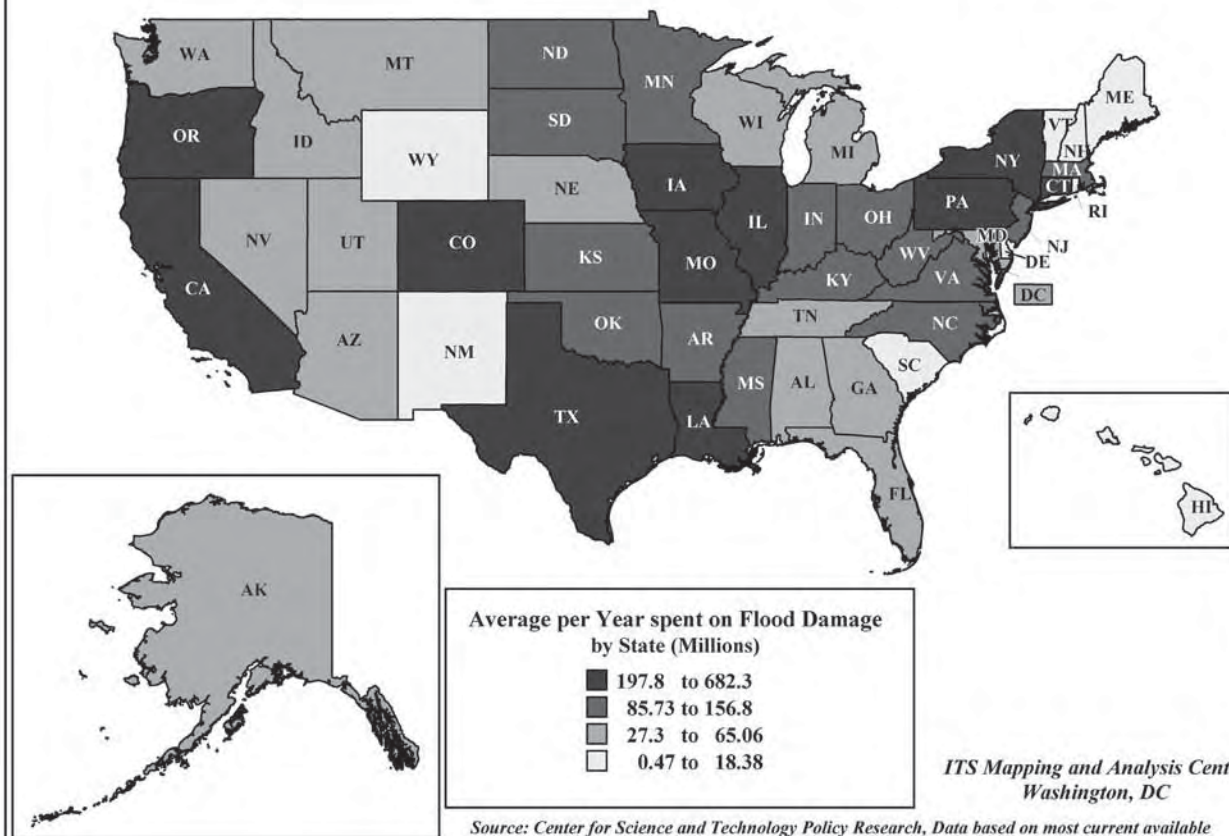 WA
MT
ND
MN
ME
OR
ID
SD
WI
VT
NH
WY
MI
NY
MA
CT
RI
NE
IA
PA
NV
UT
CO
IL
IN
OH
MD
NJ
DE
CA
KS
MO
WV
VA
KY
DC
AZ
NM
OK
AR
TN
NC
SC
MS
AL
GA
TX
LA
FL
HI
AK
Average per Year spent on Flood Damage
by State (Millions)
197.8 to 682.3
85.73 to 156.8
27.3 to 65.06
0.47 to 18.38
ITS Mapping and Analysis Cent
Washington, DC
Source: Center for Science and Technology Policy Research, Data based on most current available